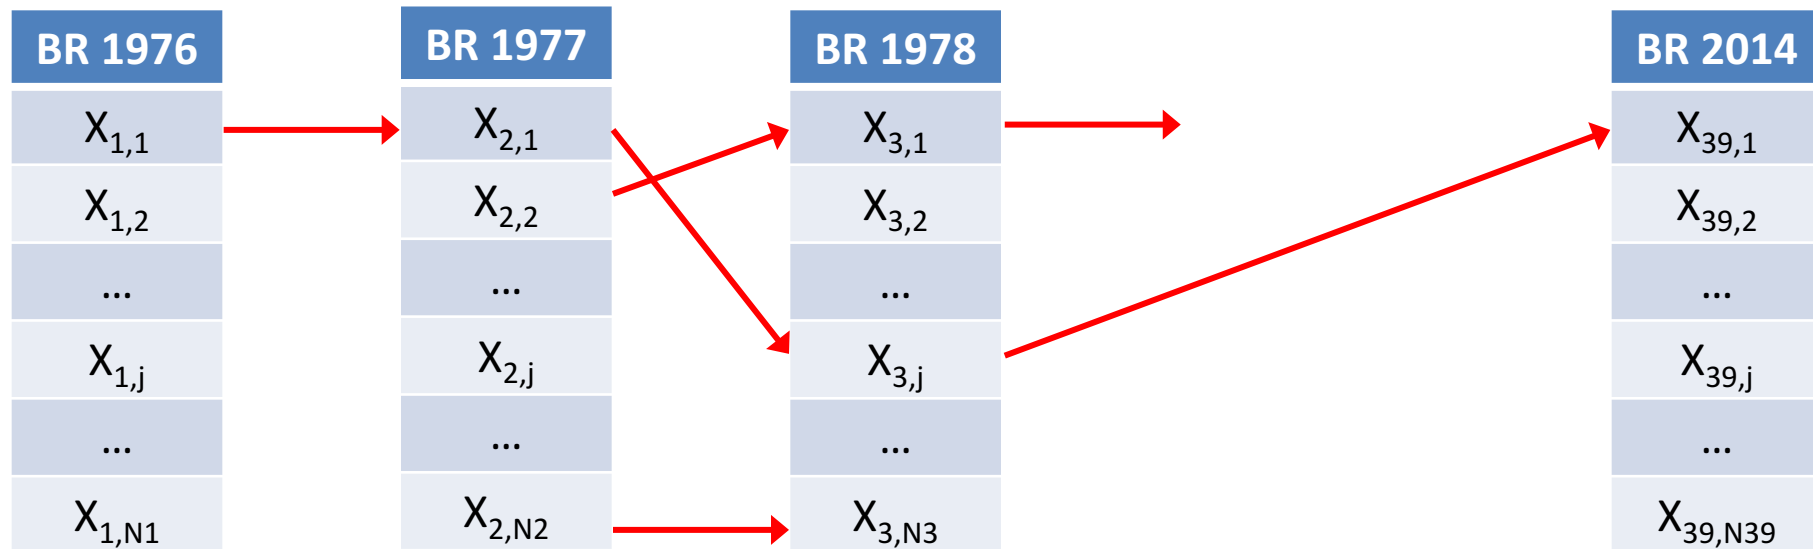 BR 1976
X1,1
X1,2
...
X1,j
...
X1,N1
BR 1977
X2,1
X2,2
...
X2,j
...
X2,N2
BR 1978
X3,1
X3,2
...
X3,j
...
X3,N3
BR 2014
X39,1
X39,2
...
X39,j
...
X39,N39